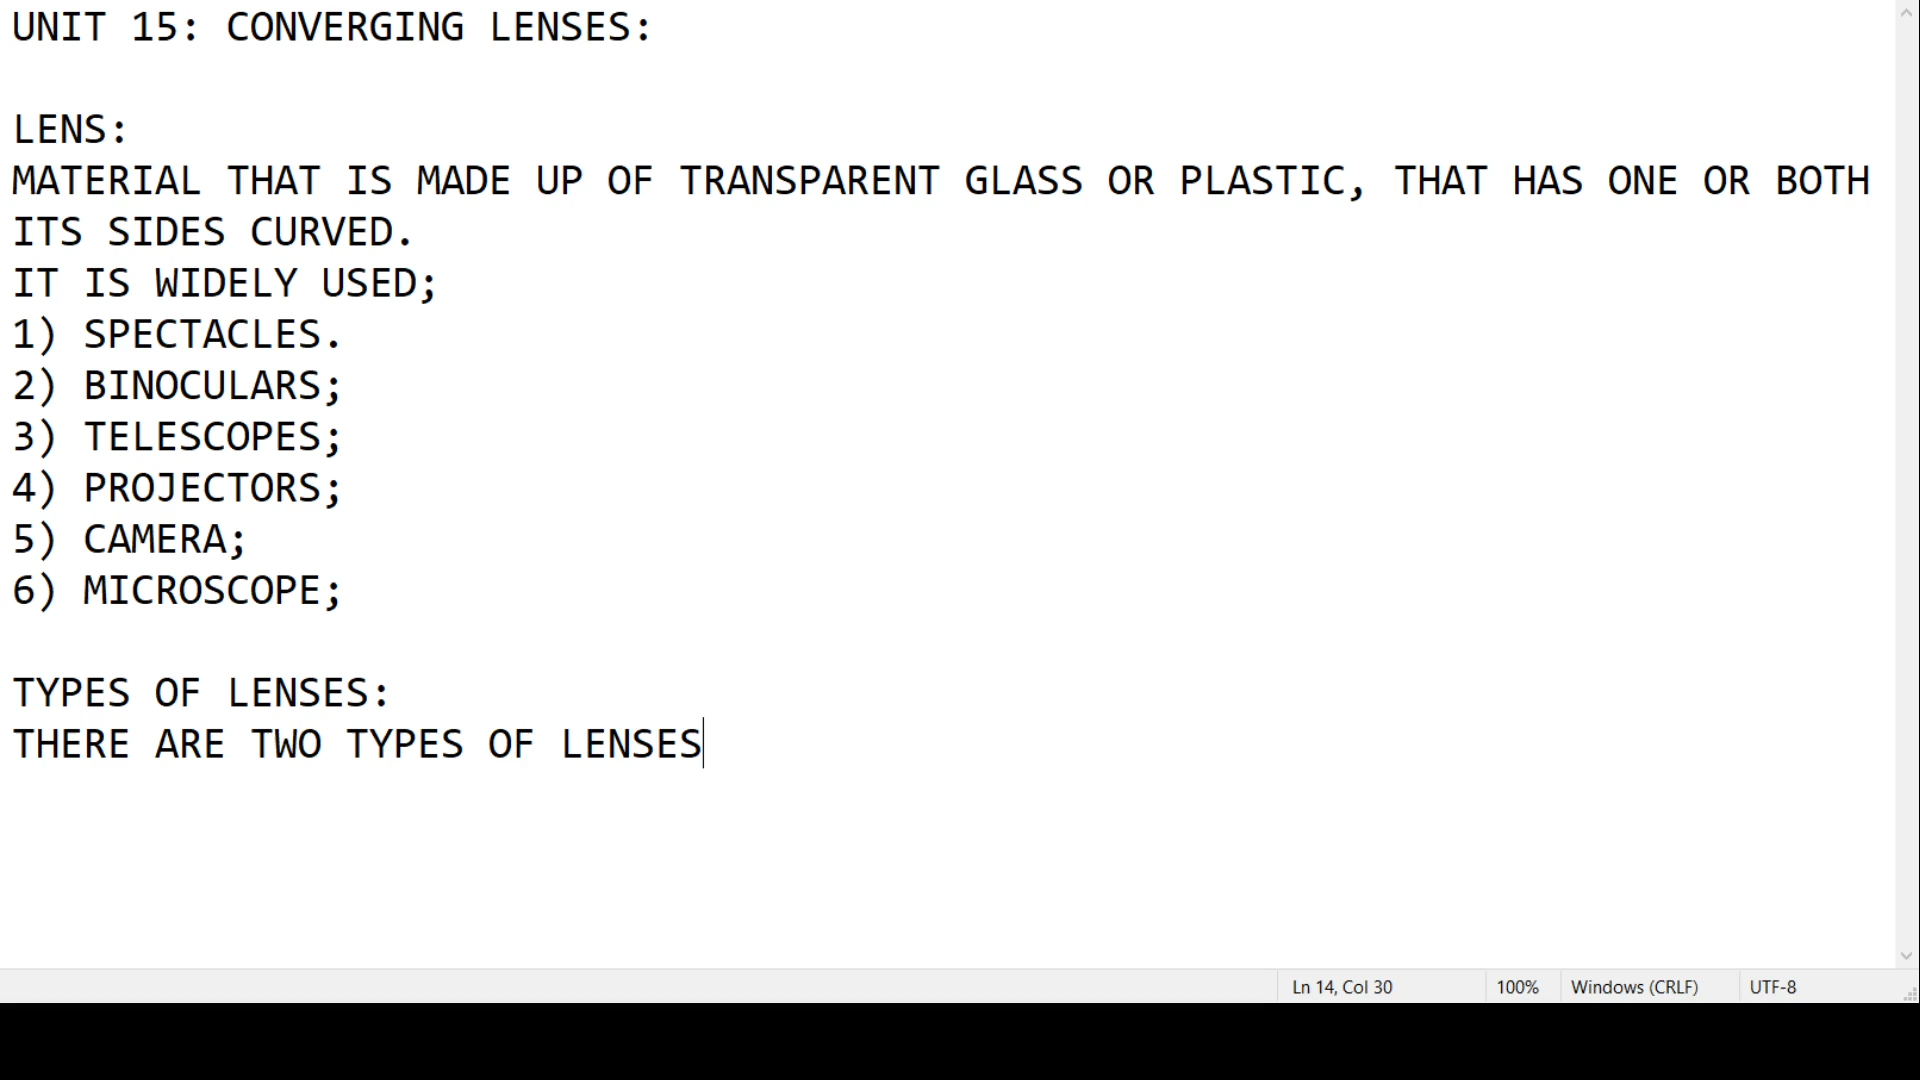 UNIT 15: CONVERGING LENSES:
LENS:
MATERIAL THAT IS MADE UP OF TRANSPARENT GLASS OR PLASTIC, THAT HAS ONE OR BOTH
ITS SIDES CURVED.
IT IS WIDELY USED;
1) SPECTACLES.
2) BINOCULARS;
3) TELESCOPES;
4) PROJECTORS;
5) CAMERA;
6) MICROSCOPE;
TYPES OF LENSES:
THERE ARE TWO TYPES OF LENSES
Ln 14, Col 30 100% Windows (CRLF) UTF-8